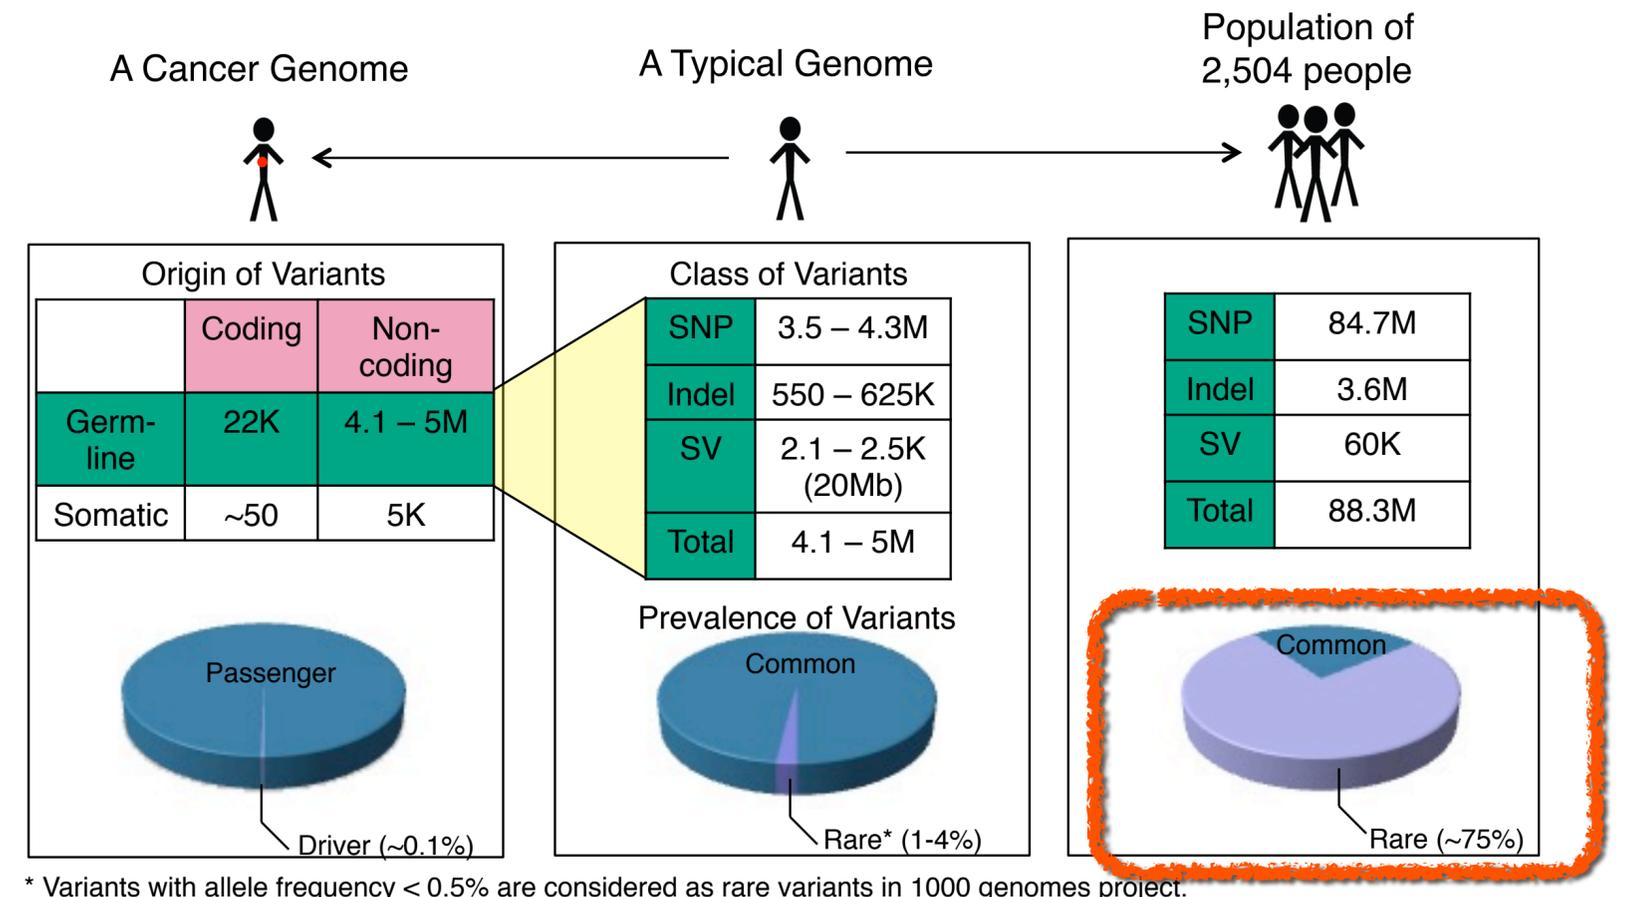 A Cancer Genome
A Typical Genome
Population of
2,504 people
Origin of Variants
Coding
Non-
coding
Germ-
line
22K
4.1 – 5M
Somatic
~50
5K
Passenger
Driver (~0.1%)
Class of Variants
SNP
3.5 – 4.3M
Indel
550 – 625K
SV
2.1 – 2.5K
(20Mb)
Total
4.1 – 5M
Prevalence of Variants
Common
Rare* (1-4%)
SNP
84.7M
Indel
3.6M
SV
60K
Total
88.3M
Common
Rare (~75%)
* Variants with allele frequency < 0.5% are considered as rare variants in 1000 genomes project.